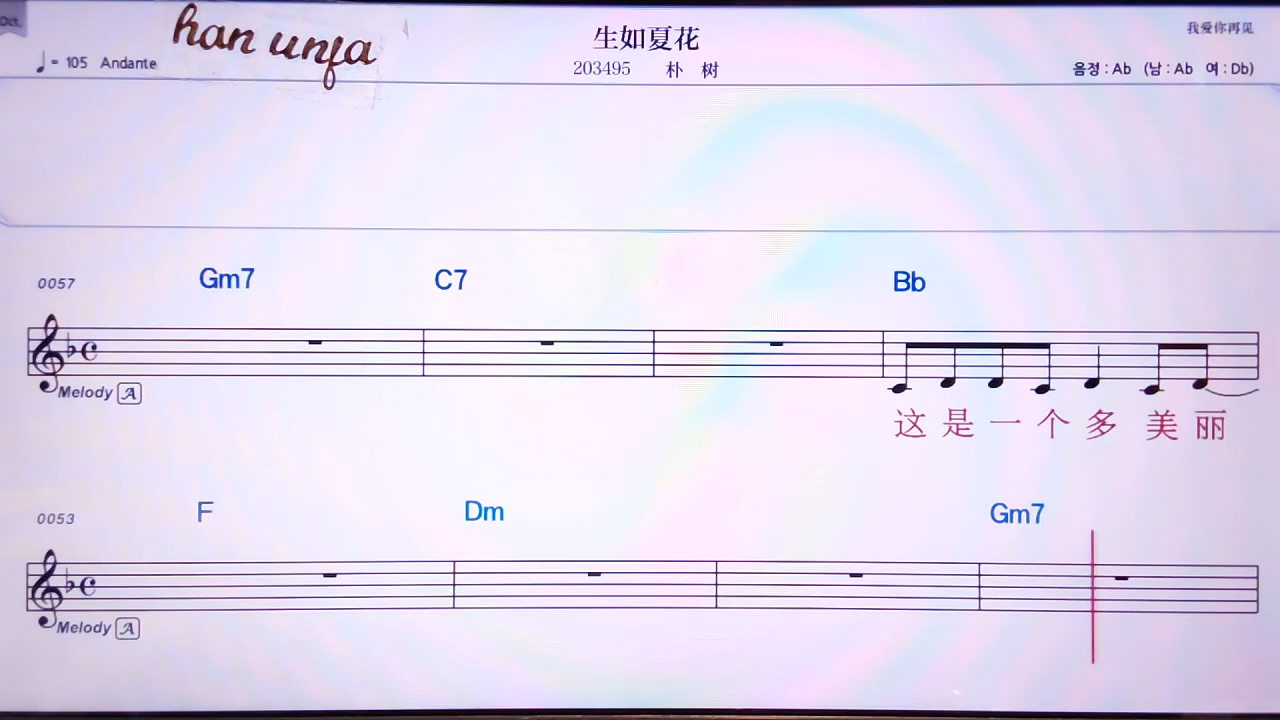 Oct.
han unfa
♩= 105 Andante
生如夏花
203495 朴 树
我爱你再见
음정 : Ab (남 : Ab 여 : Db)
0057 Gm7 C7 Bb
Melody A
这 是 一 个 多 美 丽
0053 F Dm Gm7
Melody A